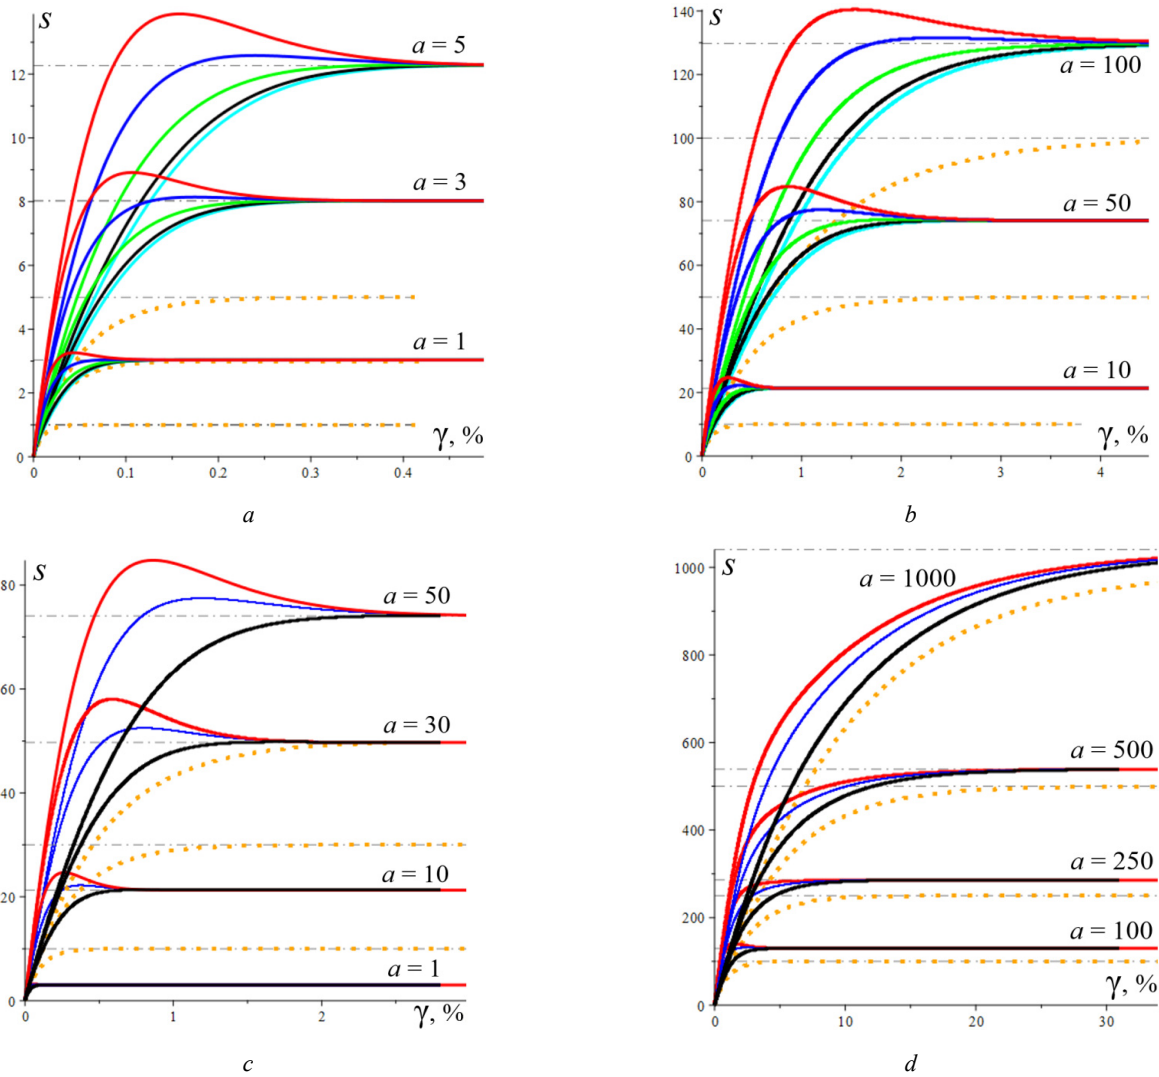 s
a = 5
12
10
a = 3
8
6
4
a = 1
2
γ, %
0
0 0.1 0.2 0.3 0.4
a
s
140
120
a = 100
100
80
a = 50
60
40
a = 10
20
γ, %
0
0 1 2 3 4
b
s
80
a = 50
60
a = 30
40
a = 10
20
a = 1
0
γ, %
0 1 2
c
s
1000
a = 1000
800
600
a = 500
400
a = 250
200
a = 100
γ, %
0
0 10 20 30
d